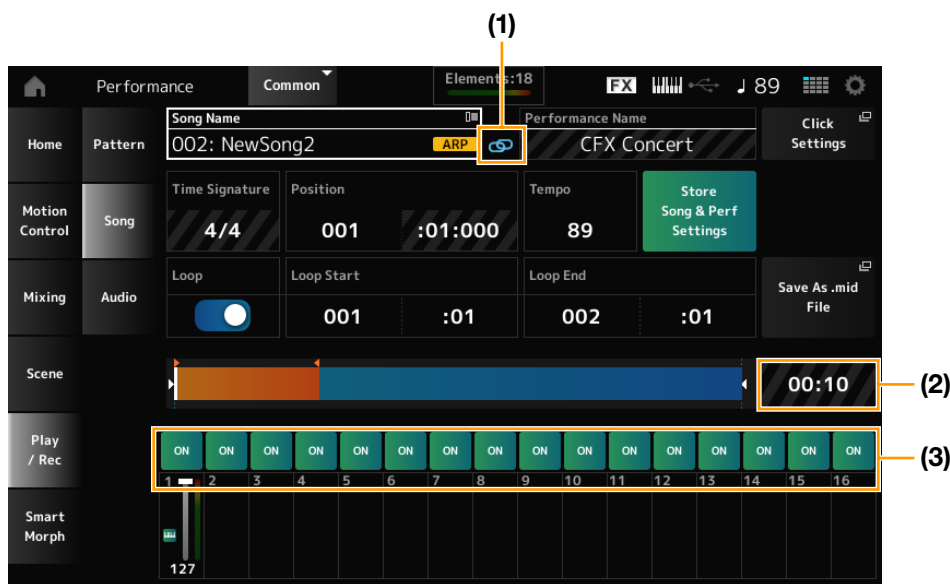 (1)
Performance
Common
Elements:18
FX
♩ 89
Home
Pattern
Song Name
002: NewSong2
ARP
Performance Name
CFX Concert
Click
Settings
Motion
Control
Song
Time Signature
4/4
Position
001
:01:000
Tempo
89
Store
Song & Perf
Settings
Mixing
Audio
Loop
Loop Start
001
:01
Loop End
002
:01
Save As .mid
File
Scene
00:10
(2)
Play
/ Rec
ON ON ON ON ON ON ON ON ON ON ON ON ON ON ON ON
(3)
1 2 3 4 5 6 7 8 9 10 11 12 13 14 15 16
Smart
Morph
127